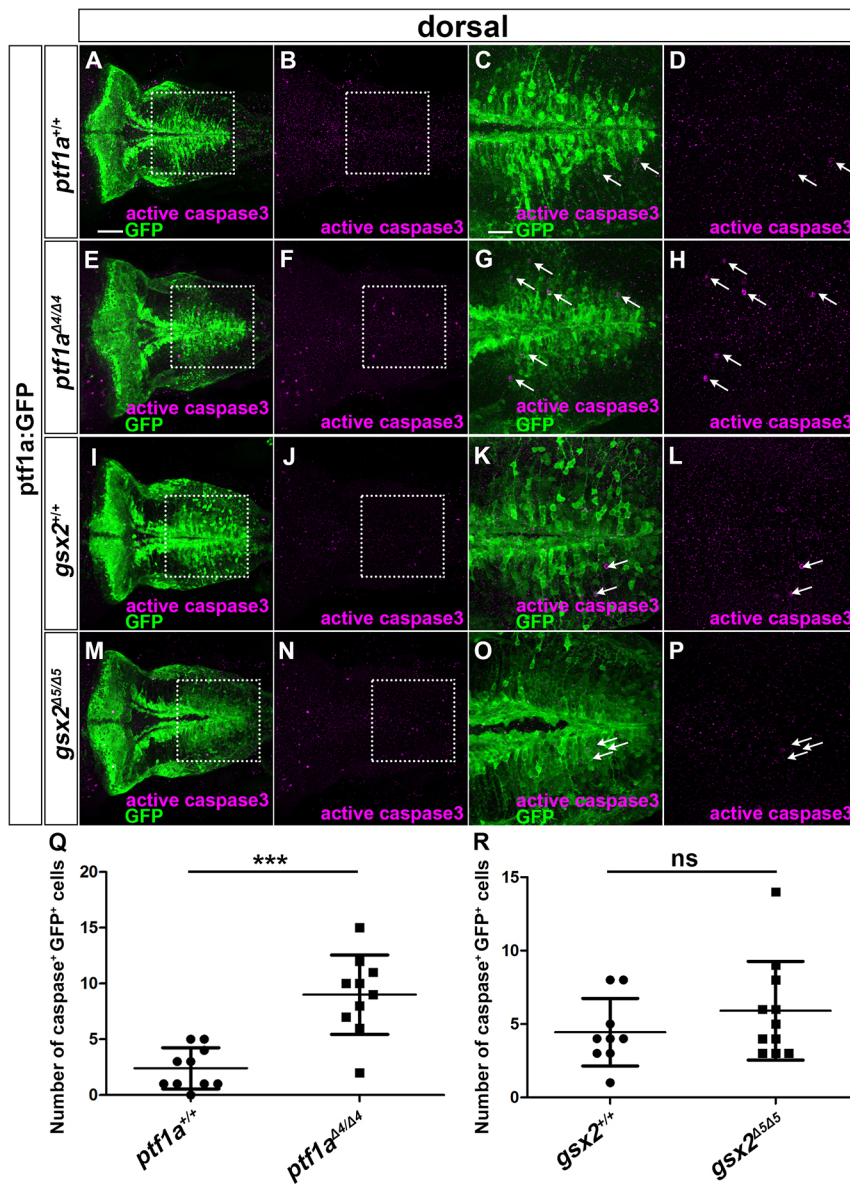 dorsal
ptf1a:GFP
ptf1a+/+
A
active caspase3
GFP
B
active caspase3
C
active caspase3
GFP
D
active caspase3
ptf1aΔ4/Δ4
E
active caspase3
GFP
F
active caspase3
G
active caspase3
GFP
H
active caspase3
gsx2+/+
I
active caspase3
GFP
J
active caspase3
K
active caspase3
GFP
L
active caspase3
gsx2Δ5/Δ5
M
active caspase3
GFP
N
active caspase3
O
active caspase3
GFP
P
active caspase3
Q
Number of caspase+ GFP+ cells
20
15
10
5
0
***
ptf1a+/+
ptf1aΔ4/Δ4
R
Number of caspase+ GFP+ cells
15
10
5
0
ns
gsx2+/+
gsx2Δ5Δ5